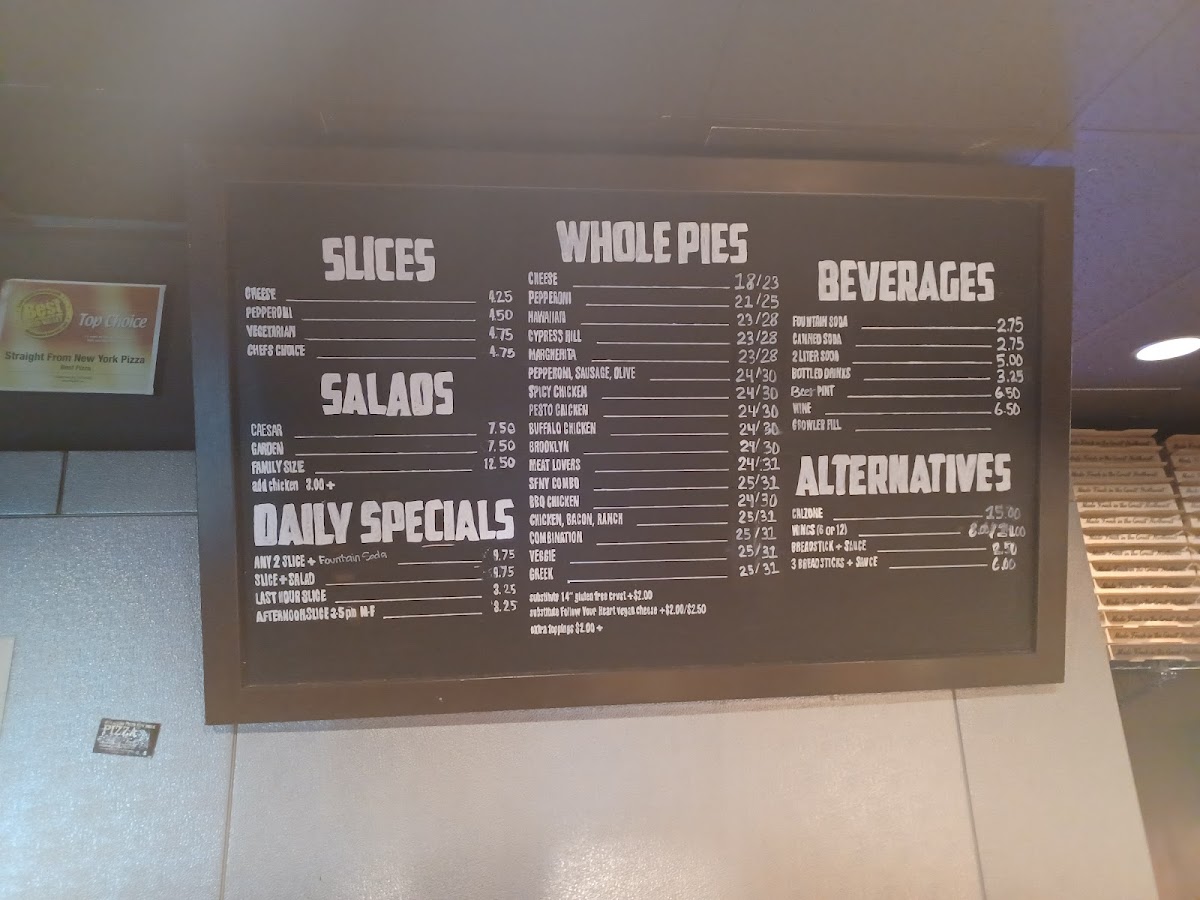 Best
Top Choice
Straight From New York Pizza
Best Pizza
SLICES
CHEESE 4.25
PEPPERONI 4.50
VEGETARIAN 4.75
CHEFS CHOICE 4.75
SALADS
CAESAR 7.50
GARDEN 7.50
FAMILY SIZE 12.50
add chicken 3.00 +
DAILY SPECIALS
ANY 2 SLICE + Fountain Soda 9.75
SLICE + SALAD 9.75
LAST HOUR SLICE 3.25
AFTERNOON SLICE 3-5 pm M-F 3.25
WHOLE PIES
CHEESE 18/23
PEPPERONI 21/25
HAWAIIAN 23/28
CYPRESS HILL 23/28
MARGHERITA 23/28
PEPPERONI, SAUSAGE, OLIVE 24/30
SPICY CHICKEN 24/30
PESTO CHICKEN 24/30
BUFFALO CHICKEN 24/30
BROOKLYN 24/30
MEAT LOVERS 24/31
SFNY COMBO 25/31
BBQ CHICKEN 24/30
CHICKEN, BACON, RANCH 25/31
COMBINATION 25/31
VEGGIE 25/31
GREEK 25/31
substitute 14" gluten free crust +$2.00
substitute Follow Your Heart vegan cheese +$2.00/$2.50
extra toppings $2.00 +
BEVERAGES
FOUNTAIN SODA 2.75
CANNED SODA 2.75
2 LITER SODA 5.00
BOTTLED DRINKS 3.25
Beer PINT 6.50
WINE 6.50
GROWLER FILL
ALTERNATIVES
CALZONE 15.00
WINGS (6 or 12)
BREADSTICK + SAUCE 2.50
3 BREADSTICKS + SAUCE 6.00
PIZZA